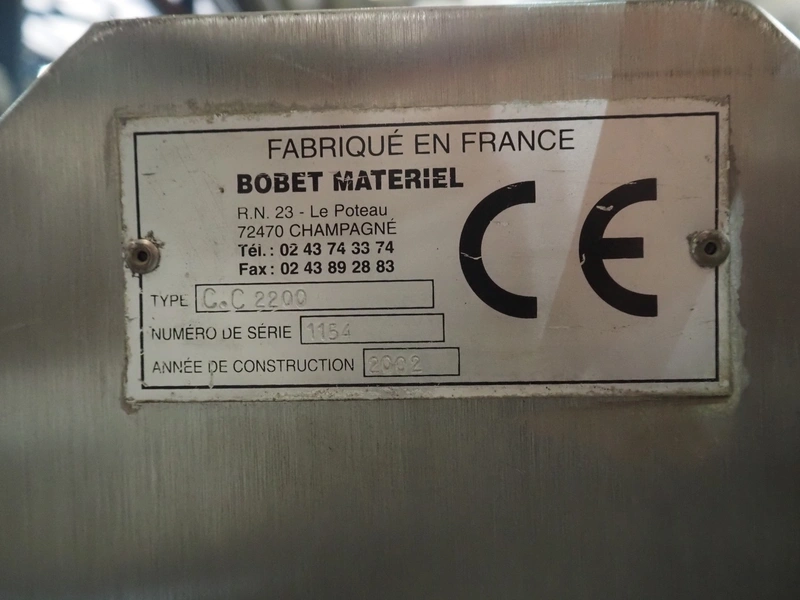 FABRIQUÉ EN FRANCE
BOBET MATERIEL
R.N. 23 - Le Poteau
72470 CHAMPAGNÉ
Tél. : 02 43 74 33 74
Fax : 02 43 89 28 83
CE
TYPE C.C 2200
NUMÉRO DE SÉRIE 1154
ANNÉE DE CONSTRUCTION 2002